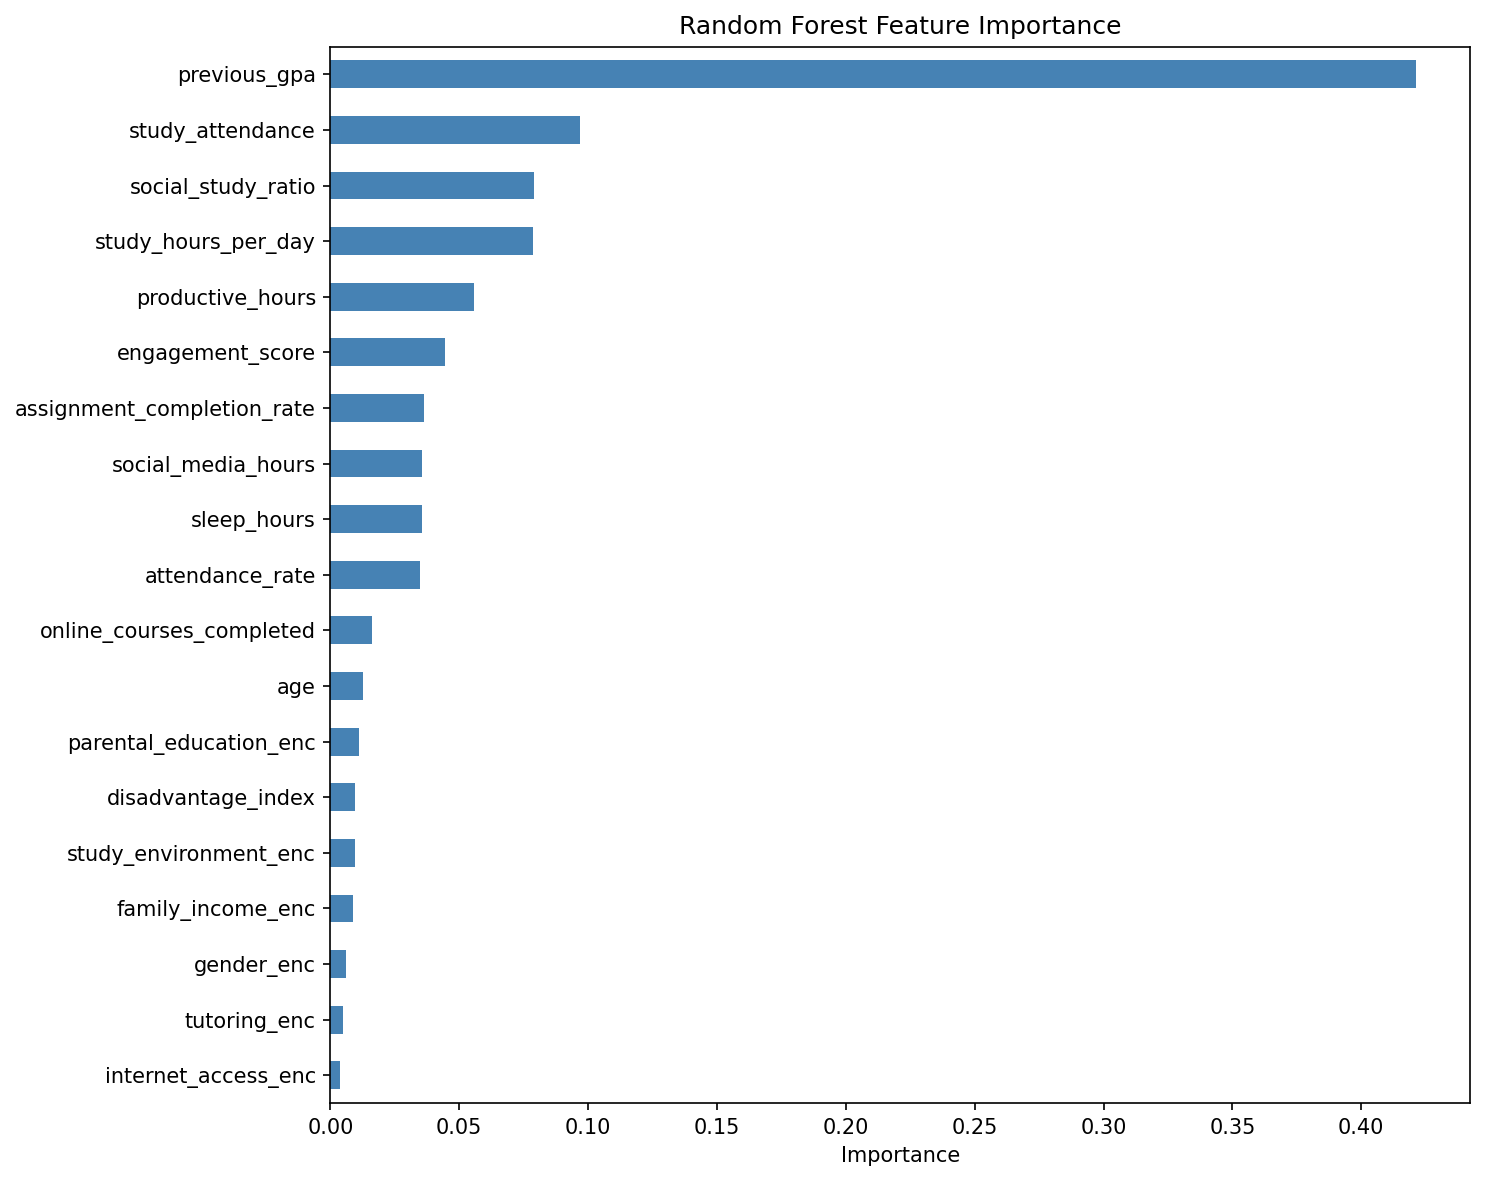 Random Forest Feature Importance
previous_gpa
study_attendance
social_study_ratio
study_hours_per_day
productive_hours
engagement_score
assignment_completion_rate
social_media_hours
sleep_hours
attendance_rate
online_courses_completed
age
parental_education_enc
disadvantage_index
study_environment_enc
family_income_enc
gender_enc
tutoring_enc
internet_access_enc
0.00 0.05 0.10 0.15 0.20 0.25 0.30 0.35 0.40
Importance